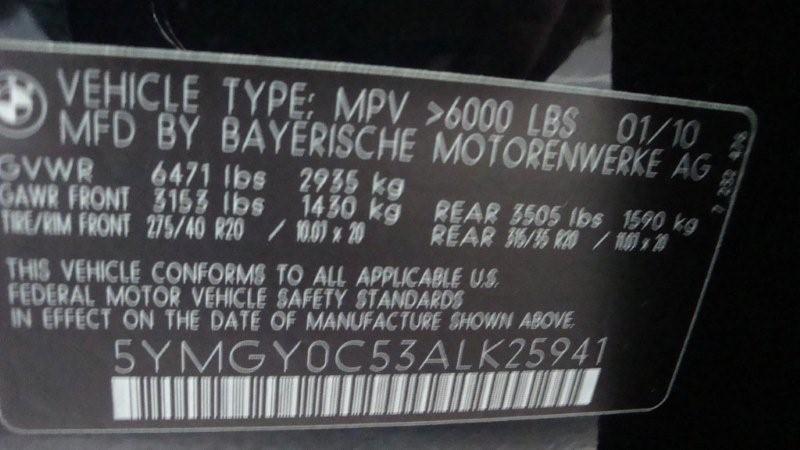 VEHICLE TYPE: MPV >6000 LBS 01/10
MFD BY BAYERISCHE MOTORENWERKE AG
GVWR 6471 lbs 2935 kg
GAWR FRONT 3153 lbs 1430 kg REAR 3505 lbs 1590 kg
TIRE/RIM FRONT 275/40 R20 / 10.0J x 20 REAR 315/35 R20 / 11.0J x 20
THIS VEHICLE CONFORMS TO ALL APPLICABLE U.S.
FEDERAL MOTOR VEHICLE SAFETY STANDARDS
IN EFFECT ON THE DATE OF MANUFACTURE SHOWN ABOVE.
5YMGY0C53ALK25941